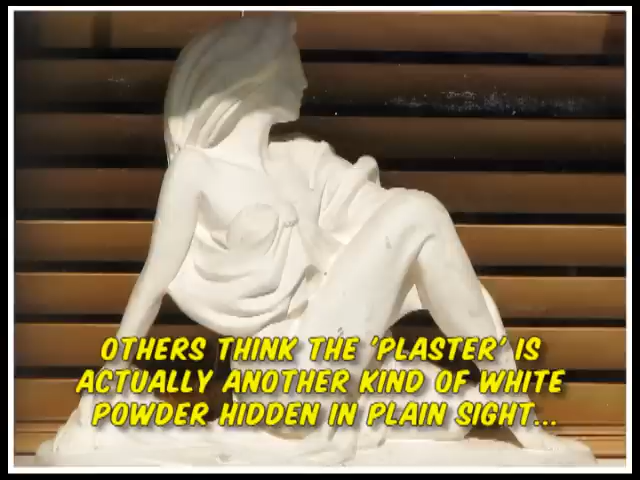 OTHERS THINK THE 'PLASTER' IS
ACTUALLY ANOTHER KIND OF WHITE
POWDER HIDDEN IN PLAIN SIGHT...